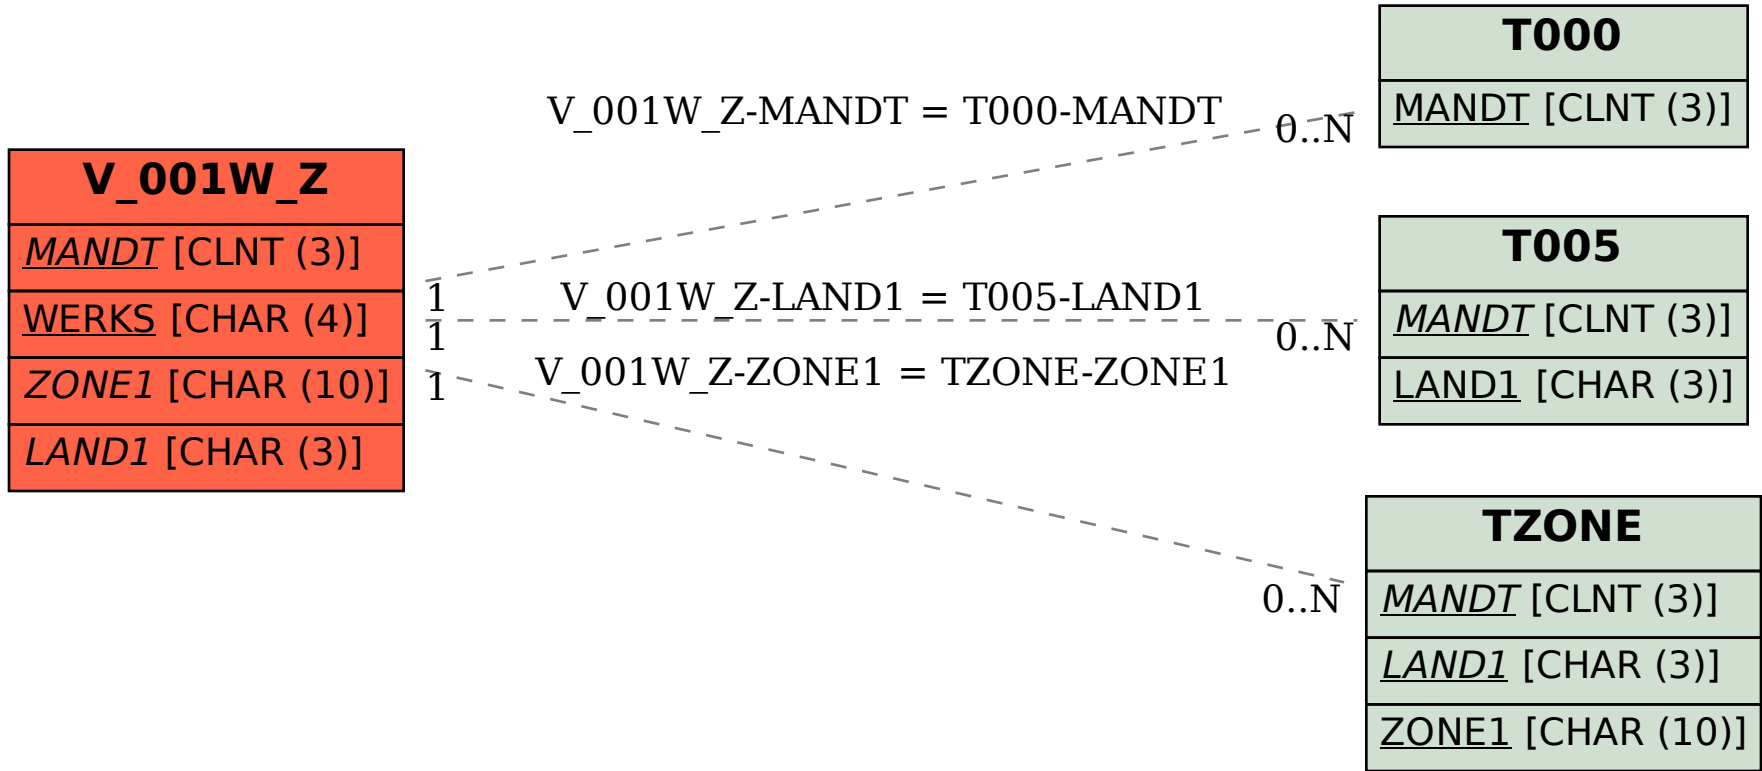 V_001W_Z
MANDT [CLNT (3)]
WERKS [CHAR (4)]
ZONE1 [CHAR (10)]
LAND1 [CHAR (3)]
V_001W_Z-MANDT = T000-MANDT
1
0..N
V_001W_Z-LAND1 = T005-LAND1
1
0..N
V_001W_Z-ZONE1 = TZONE-ZONE1
1
0..N
T000
MANDT [CLNT (3)]
T005
MANDT [CLNT (3)]
LAND1 [CHAR (3)]
TZONE
MANDT [CLNT (3)]
LAND1 [CHAR (3)]
ZONE1 [CHAR (10)]